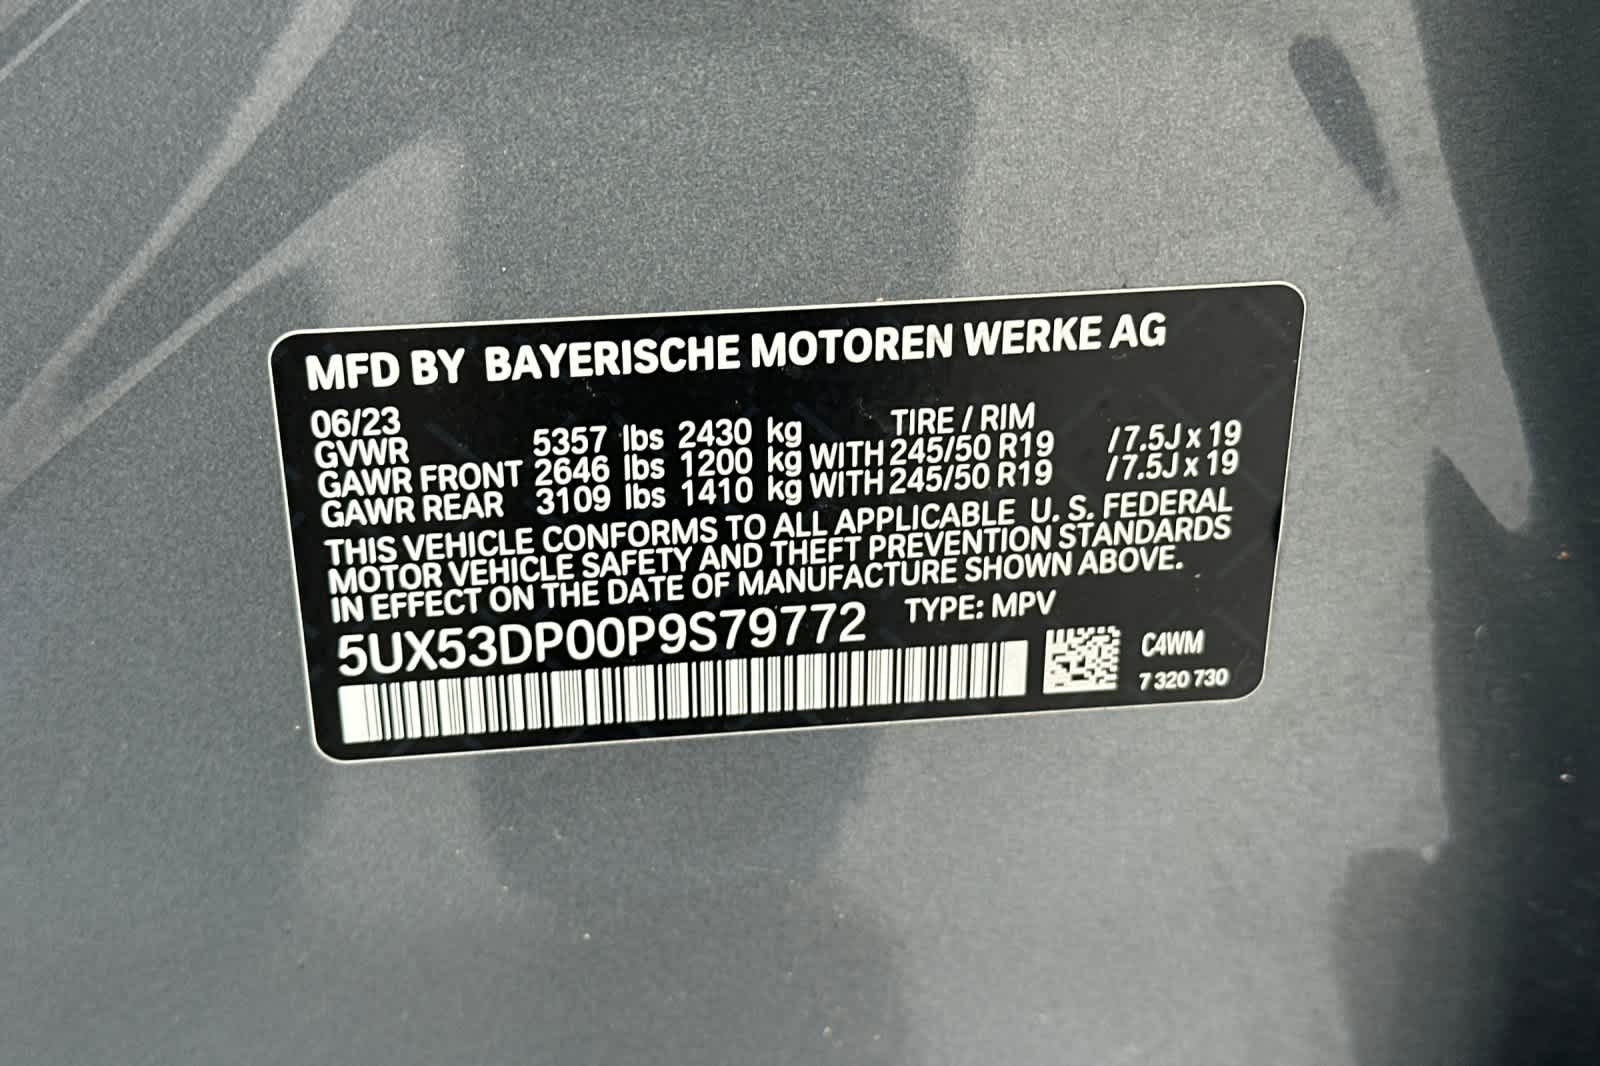 MFD BY BAYERISCHE MOTOREN WERKE AG
06/23 TIRE / RIM
GVWR 5357 lbs 2430 kg
GAWR FRONT 2646 lbs 1200 kg WITH 245/50 R19 / 7.5J x 19
GAWR REAR 3109 lbs 1410 kg WITH 245/50 R19 / 7.5J x 19
THIS VEHICLE CONFORMS TO ALL APPLICABLE U. S. FEDERAL
MOTOR VEHICLE SAFETY AND THEFT PREVENTION STANDARDS
IN EFFECT ON THE DATE OF MANUFACTURE SHOWN ABOVE.
5UX53DP00P9S79772 TYPE: MPV
C4WM
7 320 730